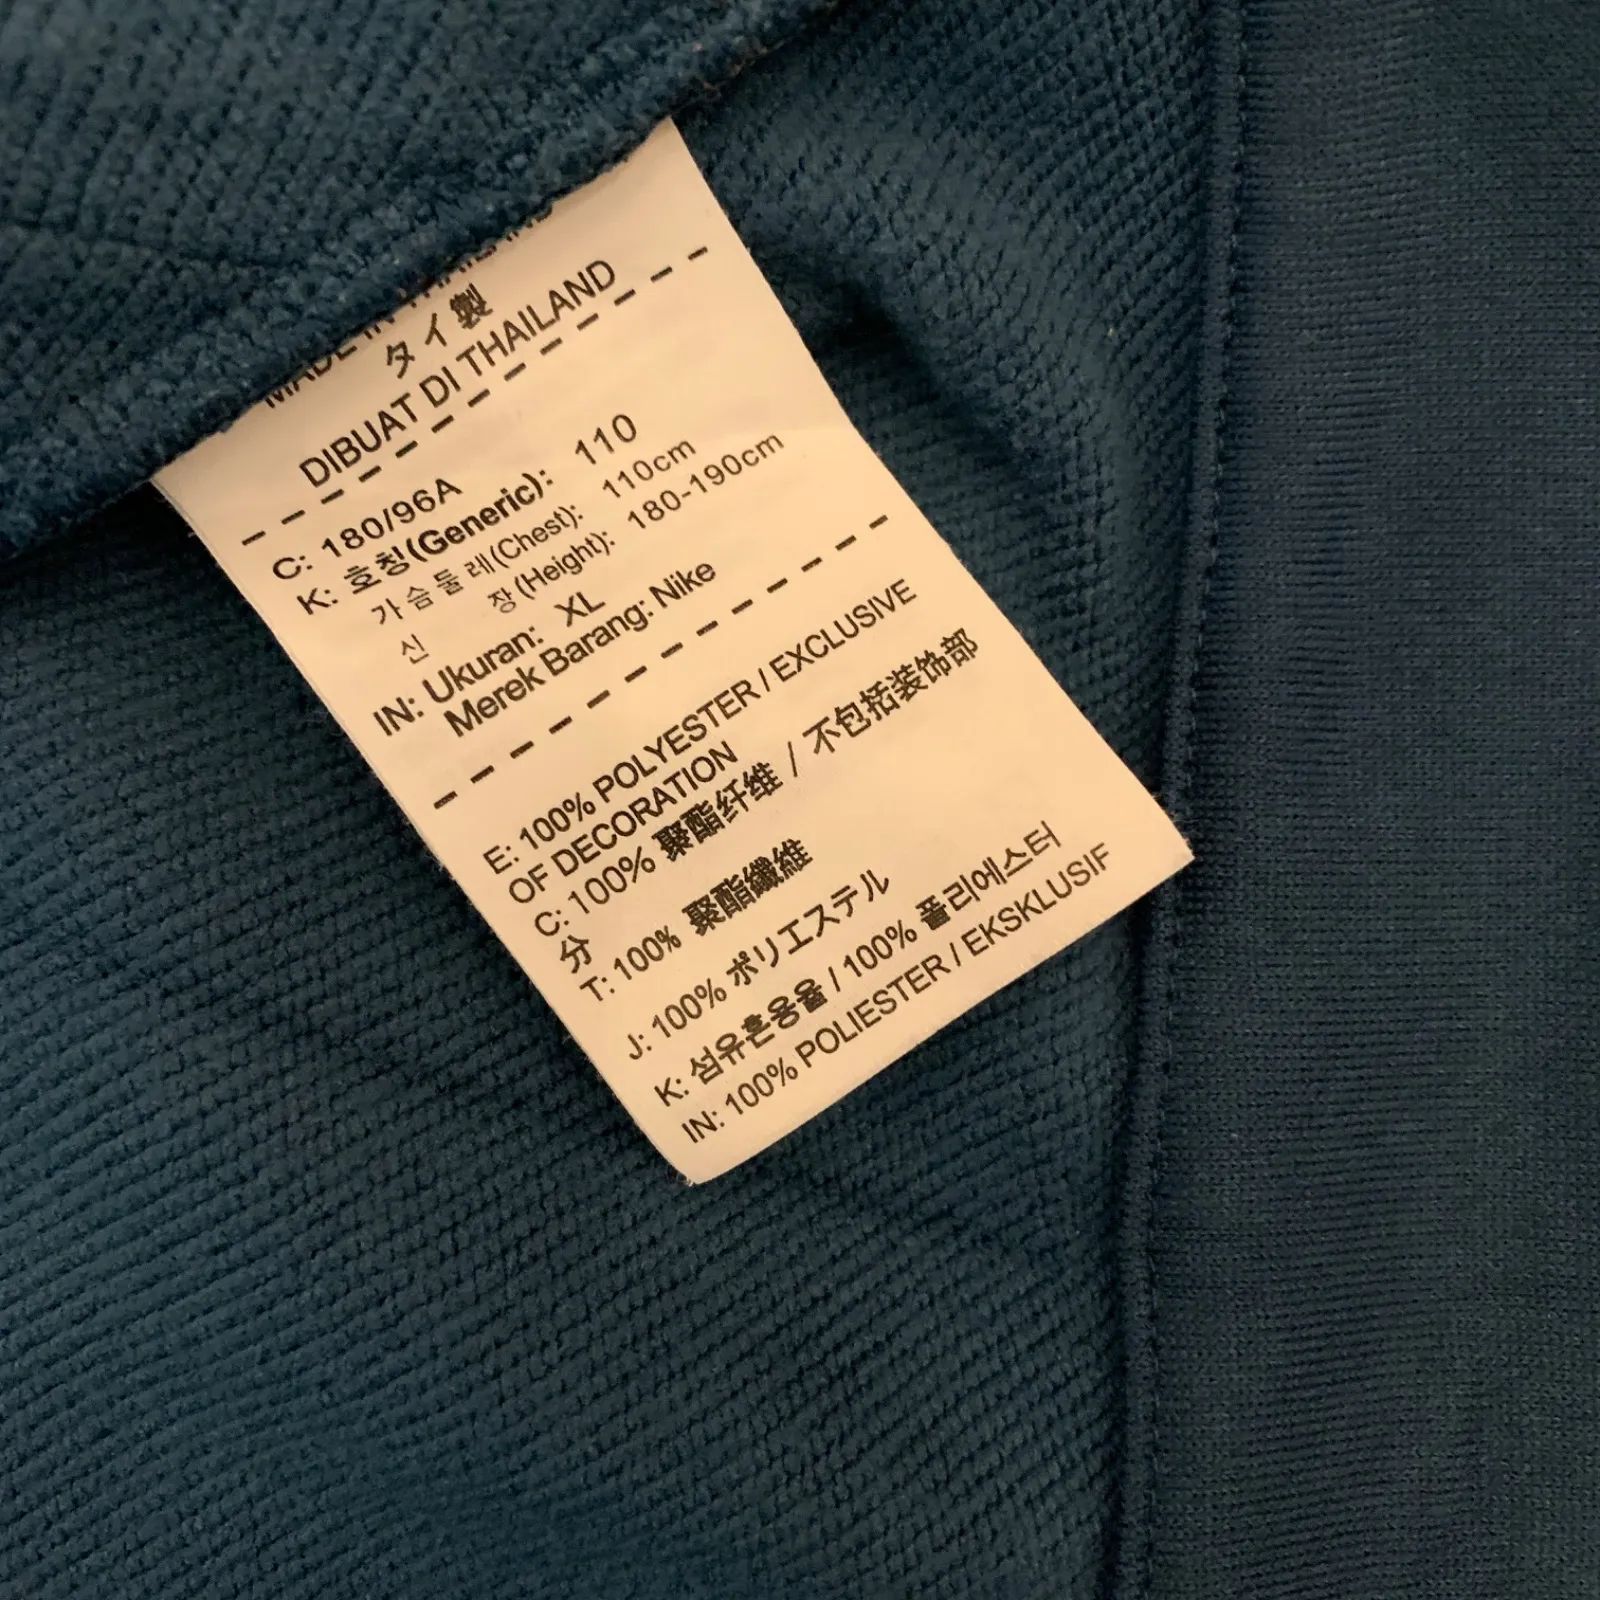 MADE IN THAILAND
タイ製
DIBUAT DI THAILAND
C: 180/96A
K: 호칭(Generic): 110
가슴둘레(Chest): 110cm
신 장(Height): 180-190cm
IN: Ukuran: XL
Merek Barang: Nike
E: 100% POLYESTER / EXCLUSIVE
OF DECORATION
C: 100% 聚酯纤维 / 不包括装饰部
分
T: 100% 聚酯纖維
J: 100% ポリエステル
K: 섬유혼용율 / 100% 폴리에스터
IN: 100% POLIESTER / EKSKLUSIF